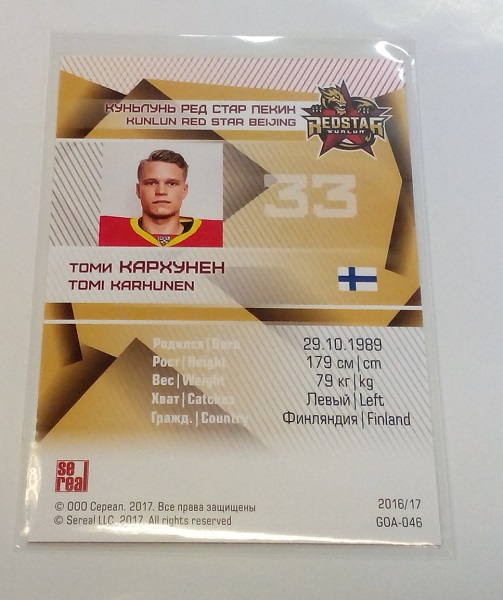 КУНЬЛУНЬ РЕД СТАР ПЕКИН
KUNLUN RED STAR BEIJING
REDSTAR
KUNLUN
33
ТОМИ КАРХУНЕН
TOMI KARHUNEN
Родился | Born 29.10.1989
Рост | Height 179 см | cm
Вес | Weight 79 кг | kg
Хват | Catches Левый | Left
Гражд. | Country Финляндия | Finland
se
real
© ООО Сереал. 2017. Все права защищены
© Sereal LLC, 2017. All rights reserved
2016/17
GOA-046